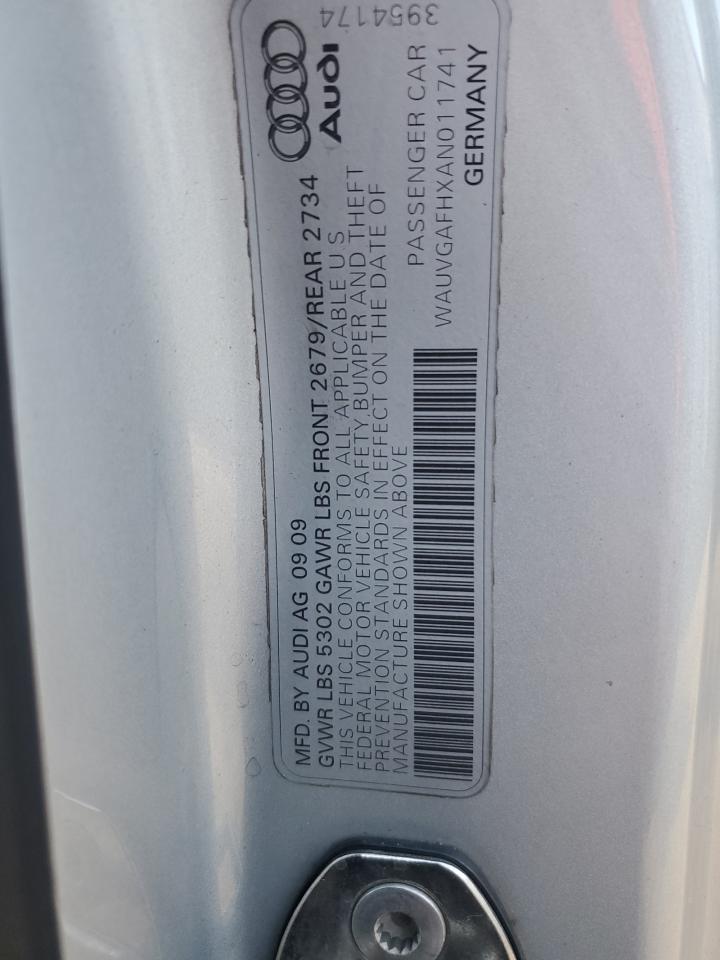 3954174
Audi
MFD. BY AUDI AG 09 09
GVWR LBS 5302 GAWR LBS FRONT 2679/REAR 2734
THIS VEHICLE CONFORMS TO ALL APPLICABLE U S
FEDERAL MOTOR VEHICLE SAFETY, BUMPER AND THEFT
PREVENTION STANDARDS IN EFFECT ON THE DATE OF
MANUFACTURE SHOWN ABOVE
PASSENGER CAR
WAUVGAFHXAN011741
GERMANY